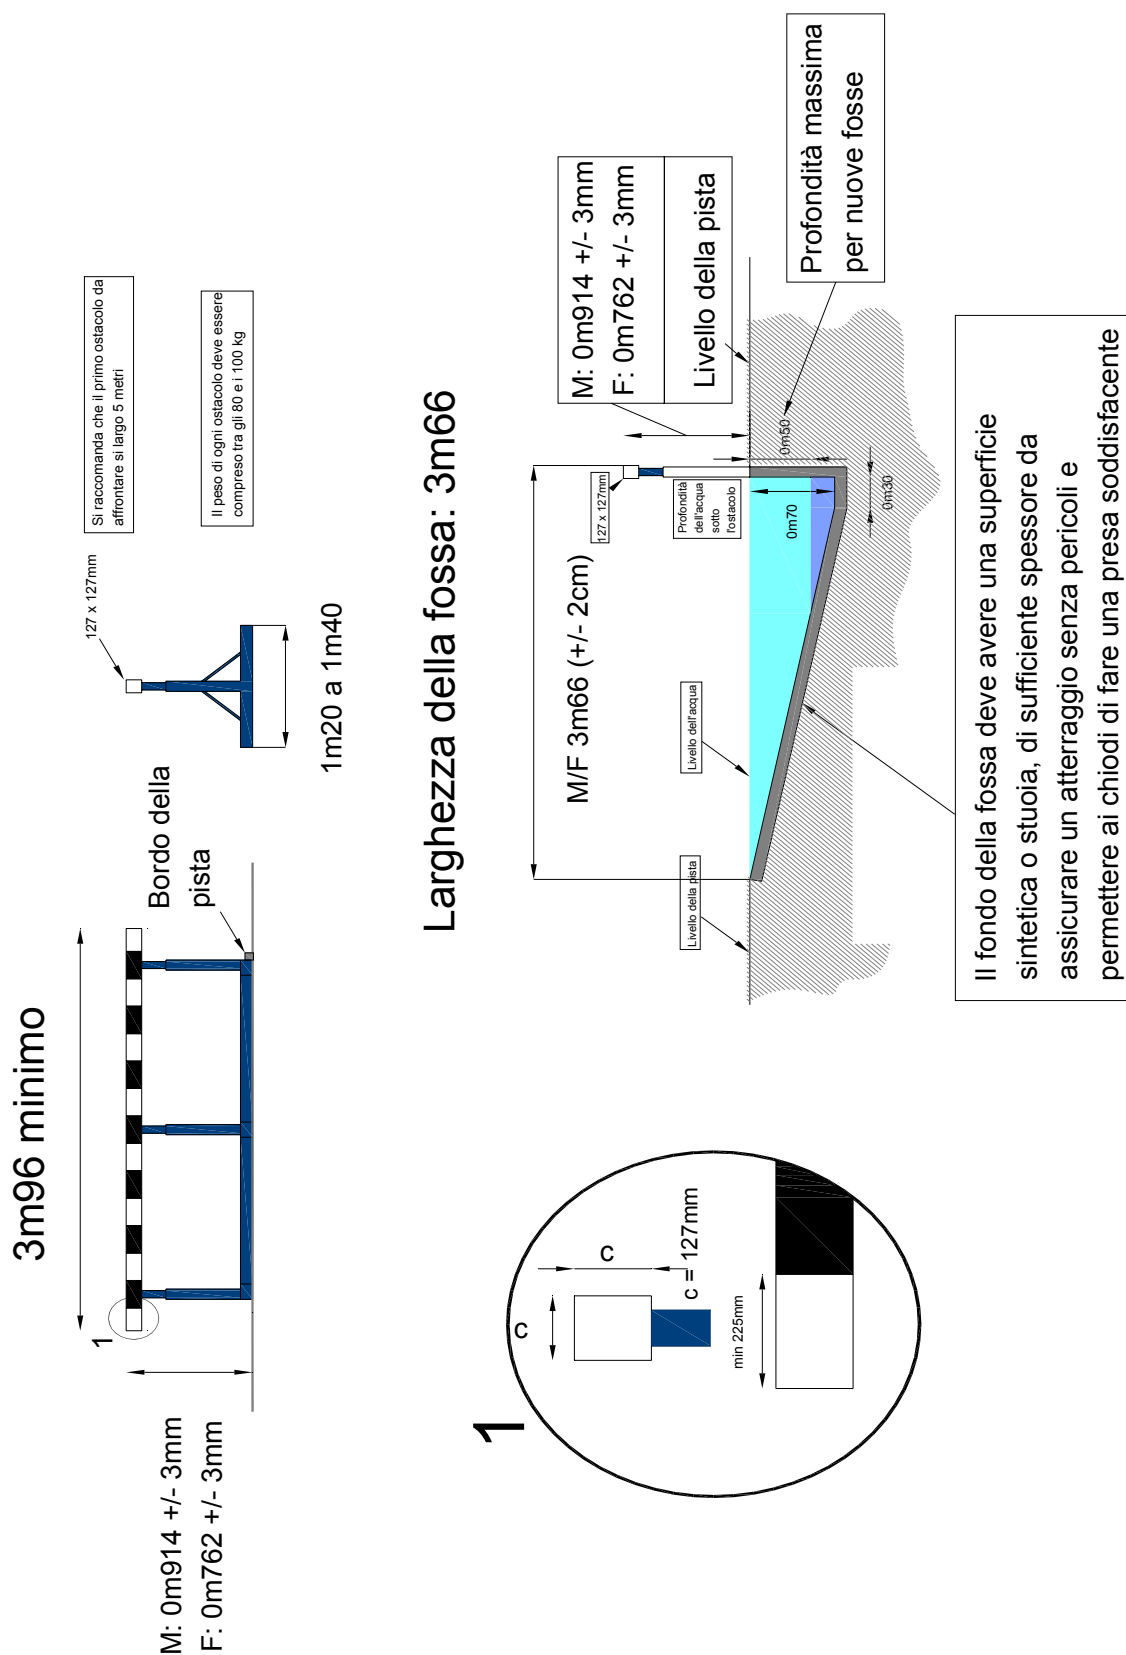 3m96 minimo
1
M: 0m914 +/- 3mm
F: 0m762 +/- 3mm
Bordo della
pista
127 x 127mm
1m20 a 1m40
Si raccomanda che il primo ostacolo da
affrontare si largo 5 metri
Il peso di ogni ostacolo deve essere
compreso tra gli 80 e i 100 kg
1
c
c
c = 127mm
min 225mm
Larghezza della fossa: 3m66
M/F 3m66 (+/- 2cm)
127 x 127mm
M: 0m914 +/- 3mm
F: 0m762 +/- 3mm
Livello della pista
Profondità
dell'acqua
sotto
l'ostacolo
Livello della pista
Livello dell'acqua
0m70
0m50
0m30
Profondità massima
per nuove fosse
Il fondo della fossa deve avere una superficie
sintetica o stuoia, di sufficiente spessore da
assicurare un atterraggio senza pericoli e
permettere ai chiodi di fare una presa soddisfacente